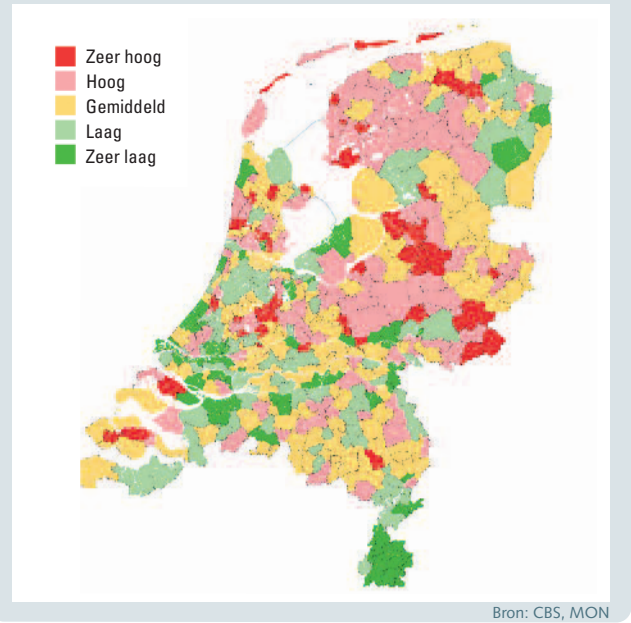 Zeer hoog
Hoog
Gemiddeld
Laag
Zeer laag
Bron: CBS, MON